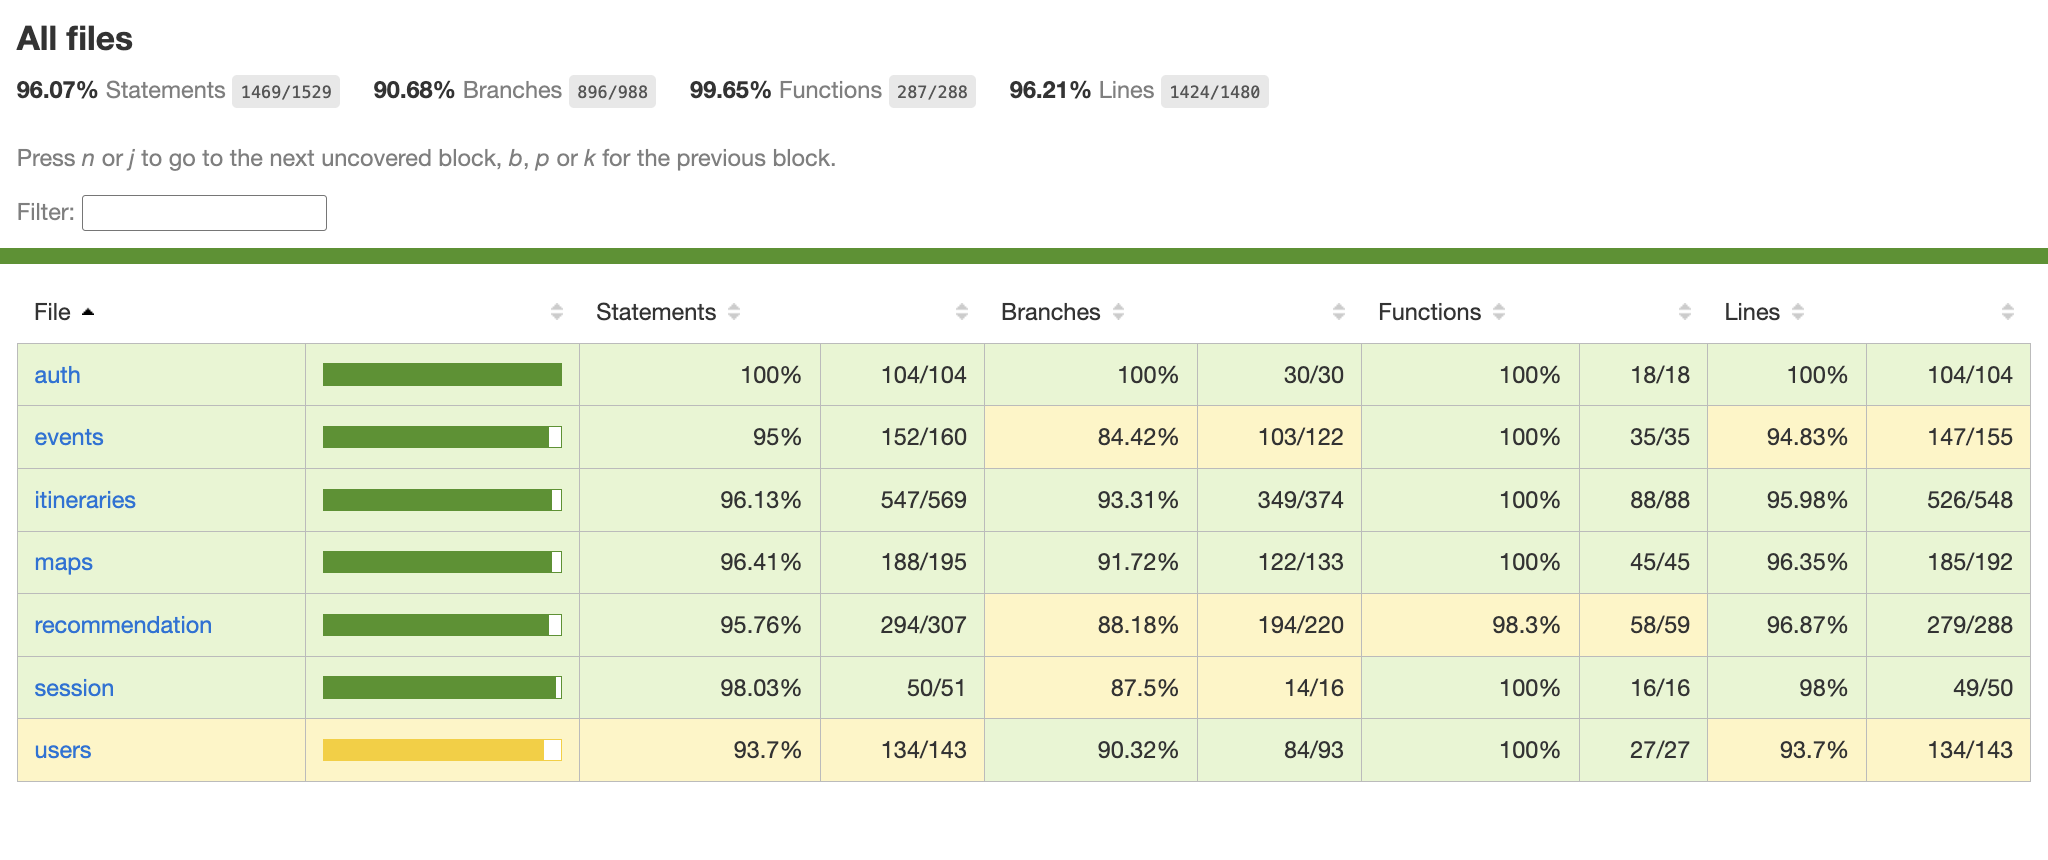 All files
96.07% Statements 1469/1529 90.68% Branches 896/988 99.65% Functions 287/288 96.21% Lines 1424/1480
Press n or j to go to the next uncovered block, b, p or k for the previous block.
Filter:
File Statements Branches Functions Lines
auth 100% 104/104 100% 30/30 100% 18/18 100% 104/104
events 95% 152/160 84.42% 103/122 100% 35/35 94.83% 147/155
itineraries 96.13% 547/569 93.31% 349/374 100% 88/88 95.98% 526/548
maps 96.41% 188/195 91.72% 122/133 100% 45/45 96.35% 185/192
recommendation 95.76% 294/307 88.18% 194/220 98.3% 58/59 96.87% 279/288
session 98.03% 50/51 87.5% 14/16 100% 16/16 98% 49/50
users 93.7% 134/143 90.32% 84/93 100% 27/27 93.7% 134/143